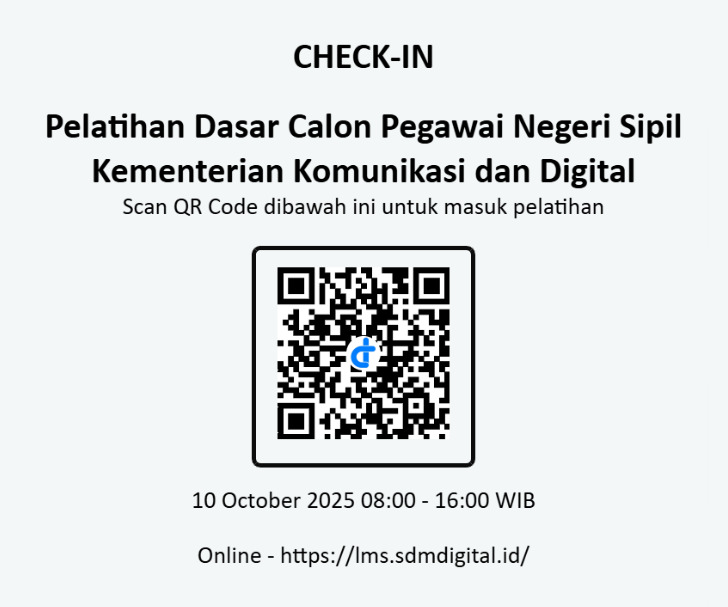 CHECK-IN
Pelatihan Dasar Calon Pegawai Negeri Sipil
Kementerian Komunikasi dan Digital
Scan QR Code dibawah ini untuk masuk pelatihan
10 October 2025 08:00 - 16:00 WIB
Online - https://lms.sdmdigital.id/